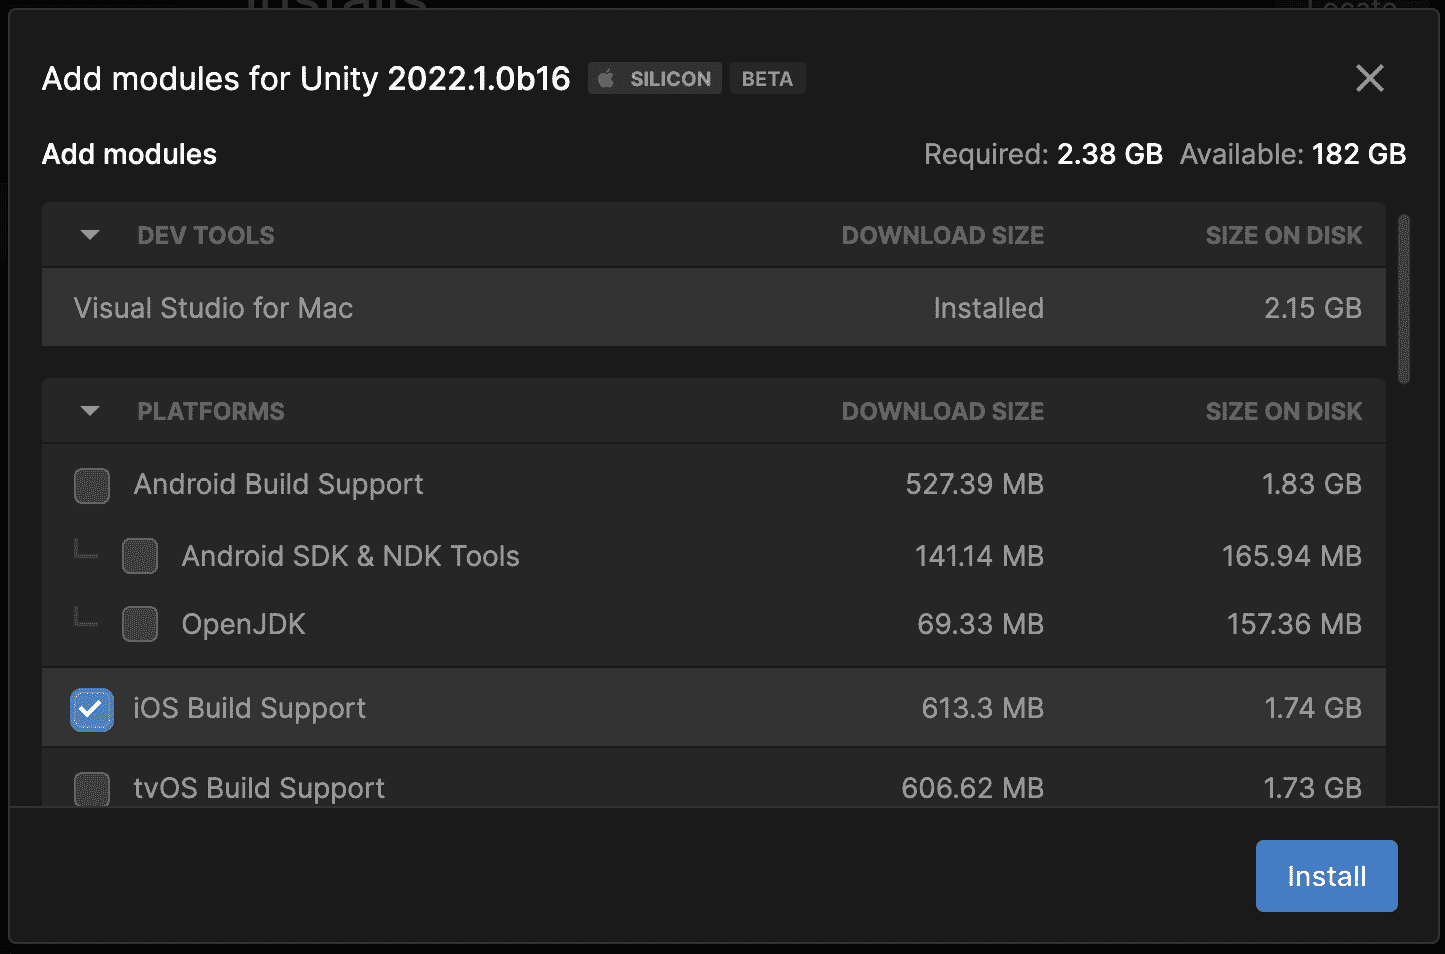 Installs
Locate
Add modules for Unity 2022.1.0b16 SILICON BETA
Add modules Required: 2.38 GB Available: 182 GB
DEV TOOLS DOWNLOAD SIZE SIZE ON DISK
Visual Studio for Mac Installed 2.15 GB
PLATFORMS DOWNLOAD SIZE SIZE ON DISK
Android Build Support 527.39 MB 1.83 GB
Android SDK & NDK Tools 141.14 MB 165.94 MB
OpenJDK 69.33 MB 157.36 MB
iOS Build Support 613.3 MB 1.74 GB
tvOS Build Support 606.62 MB 1.73 GB
Install